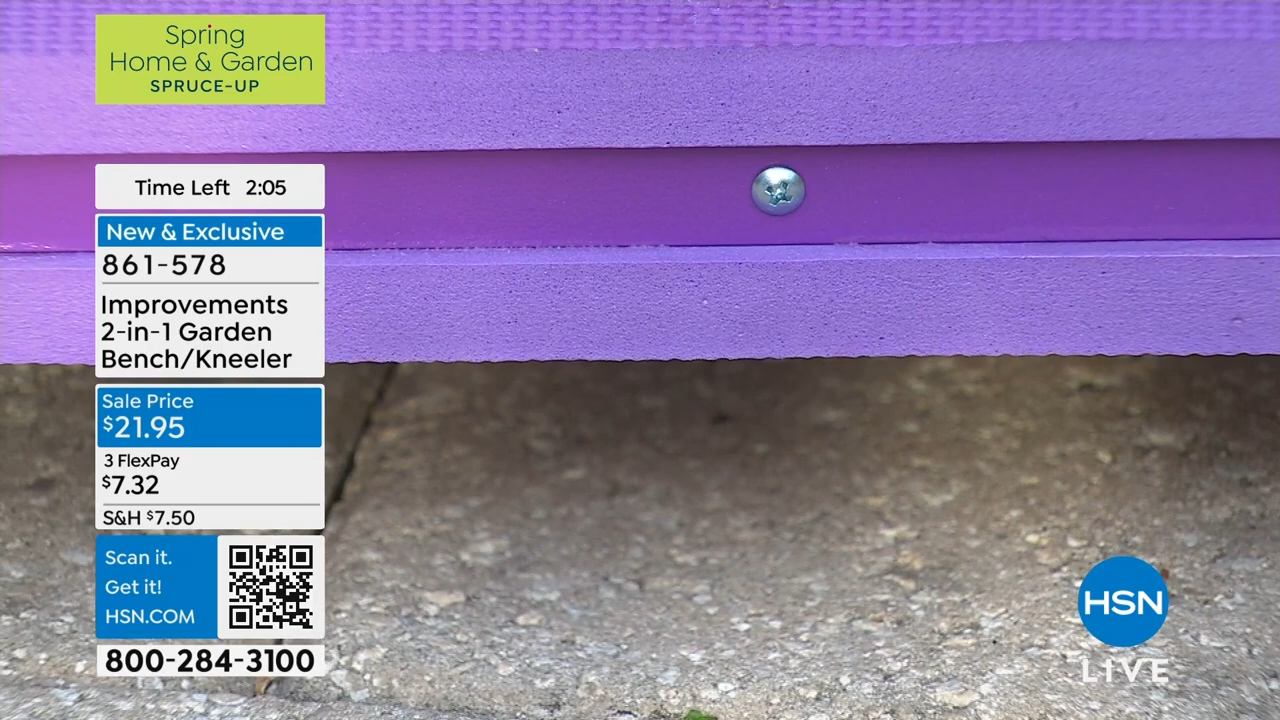 Spring
Home & Garden
SPRUCE-UP
Time Left 2:05
New & Exclusive
861-578
Improvements
2-in-1 Garden
Bench/Kneeler
Sale Price
$21.95
3 FlexPay
$7.32
S&H $7.50
Scan it.
Get it!
HSN.COM
800-284-3100
HSN
LIVE